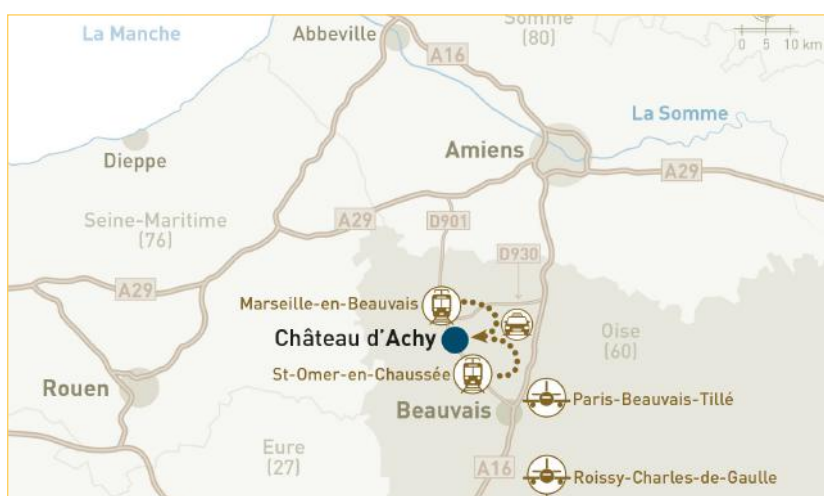 Somme
(80)
La Manche
Abbeville
A16
0 5 10 km
La Somme
Amiens
Dieppe
A29
Seine-Maritime
(76)
A29
D901
D930
A29
Marseille-en-Beauvais
Château d'Achy
Oise
(60)
St-Omer-en-Chaussée
Rouen
Paris-Beauvais-Tillé
Beauvais
Eure
(27)
A16
Roissy-Charles-de-Gaulle